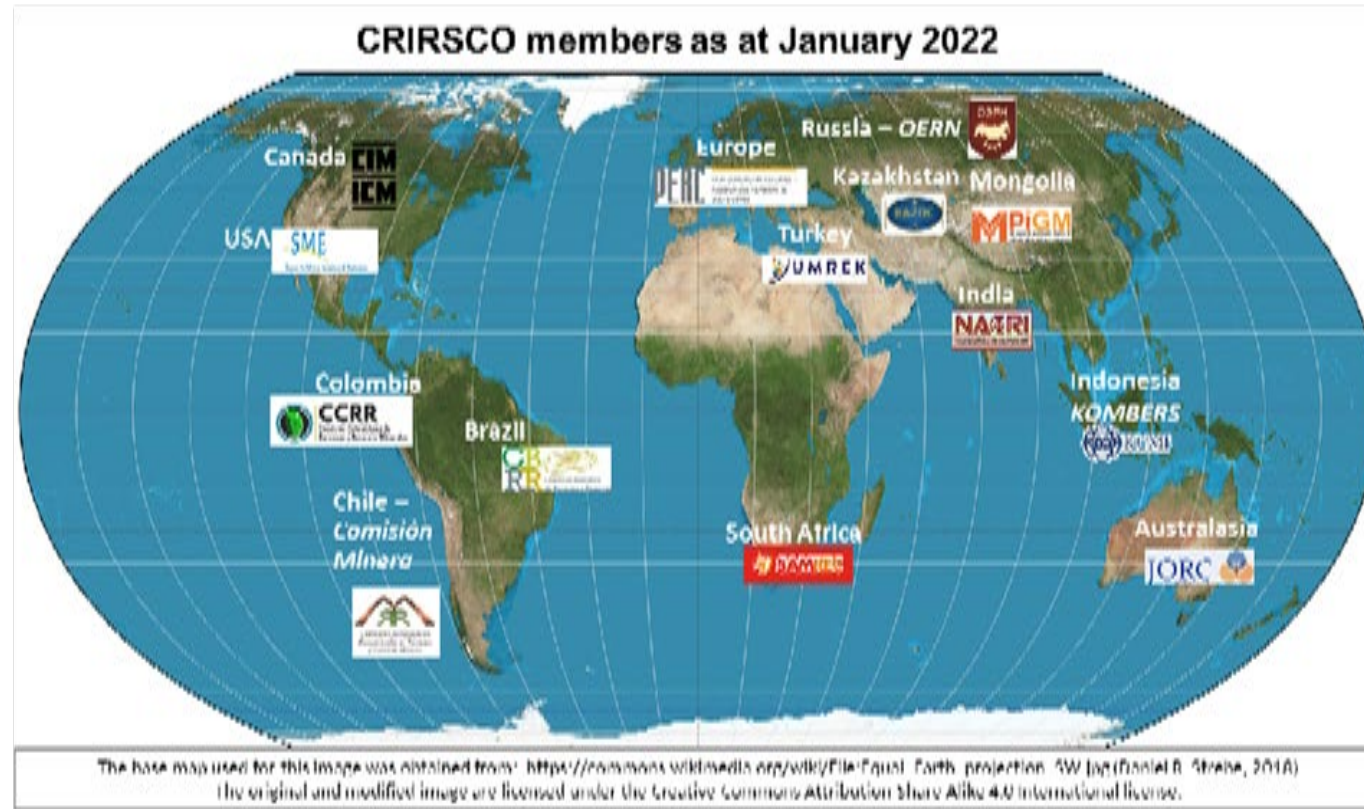 CRIRSCO members as at January 2022
Canada
CIM
ICM
USA
SME
Russia – OERN
Europe
PERC
Kazakhstan
Mongolia
MPIGM
Turkey
UMREK
India
NACRI
Colombia
CCRR
Brazil
CB
RR
Chile –
Comisión
Minera
South Africa
SAMREC
Indonesia
KOMBERS
Australasia
JORC
The base map used for this image was obtained from: https://commons.wikimedia.org/wiki/File:Equal_Earth_projection_SW.jpg (Daniel R. Strebe, 2018)
The original and modified image are licensed under the Creative Commons Attribution Share Alike 4.0 International license.